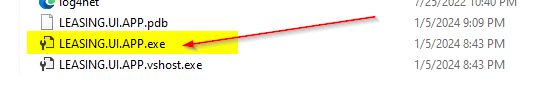 log4net 7/25/2022 10:40 PM
LEASING.UI.APP.pdb 1/5/2024 9:09 PM
LEASING.UI.APP.exe 1/5/2024 8:43 PM
LEASING.UI.APP.vshost.exe 1/5/2024 8:43 PM